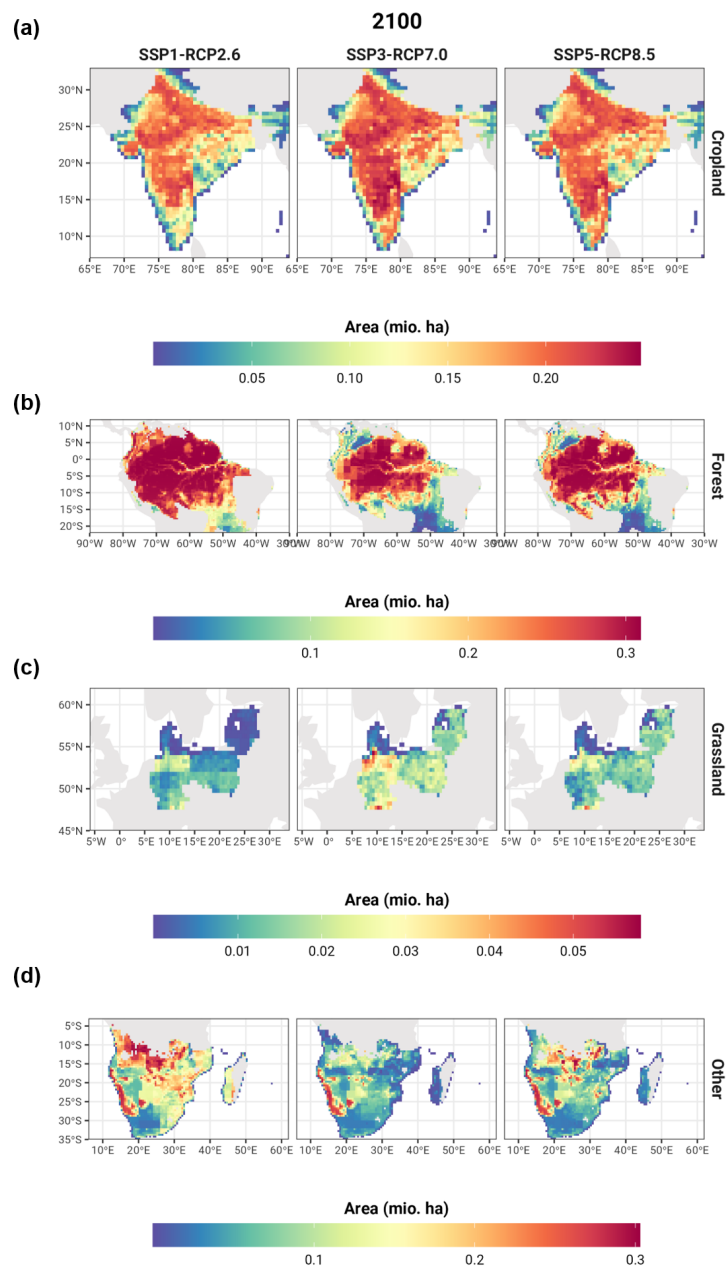 2100
(a)
SSP1-RCP2.6 SSP3-RCP7.0 SSP5-RCP8.5
30°N
25°N
20°N
15°N
10°N
Cropland
65°E 70°E 75°E 80°E 85°E 90°E 65°E 70°E 75°E 80°E 85°E 90°E 65°E 70°E 75°E 80°E 85°E 90°E
Area (mio. ha)
0.05 0.10 0.15 0.20
(b)
10°N
5°N
0°
5°S
10°S
15°S
20°S
Forest
90°W 80°W 70°W 60°W 50°W 40°W 30°W 90°W 80°W 70°W 60°W 50°W 40°W 30°W 90°W 80°W 70°W 60°W 50°W 40°W 30°W
Area (mio. ha)
0.1 0.2 0.3
(c)
60°N
55°N
50°N
45°N
Grassland
5°W 0° 5°E 10°E 15°E 20°E 25°E 30°E 5°W 0° 5°E 10°E 15°E 20°E 25°E 30°E 5°W 0° 5°E 10°E 15°E 20°E 25°E 30°E
Area (mio. ha)
0.01 0.02 0.03 0.04 0.05
(d)
5°S
10°S
15°S
20°S
25°S
30°S
35°S
Other
10°E 20°E 30°E 40°E 50°E 60°E 10°E 20°E 30°E 40°E 50°E 60°E 10°E 20°E 30°E 40°E 50°E 60°E
Area (mio. ha)
0.1 0.2 0.3